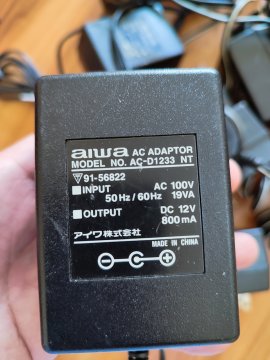 aiwa AC ADAPTOR
MODEL NO. AC-D1233 NT
91-56822
INPUT AC 100V
50Hz/60Hz 19VA
OUTPUT DC 12V
800mA
アイワ株式会社
MADE IN CHINA